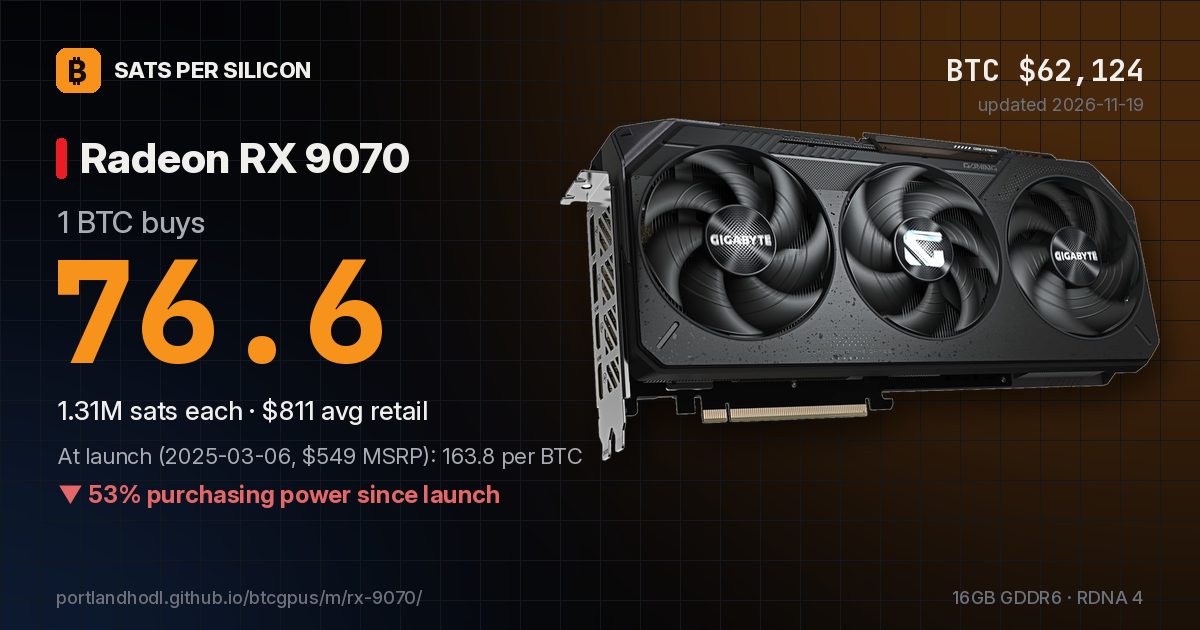 SATS PER SILICON
BTC $62,124
updated 2026-11-19
Radeon RX 9070
1 BTC buys
76.6
1.31M sats each · $811 avg retail
At launch (2025-03-06, $549 MSRP): 163.8 per BTC
▼ 53% purchasing power since launch
GIGABYTE
GIGABYTE
GAMING
portlandhodl.github.io/btcgpus/m/rx-9070/
16GB GDDR6 · RDNA 4